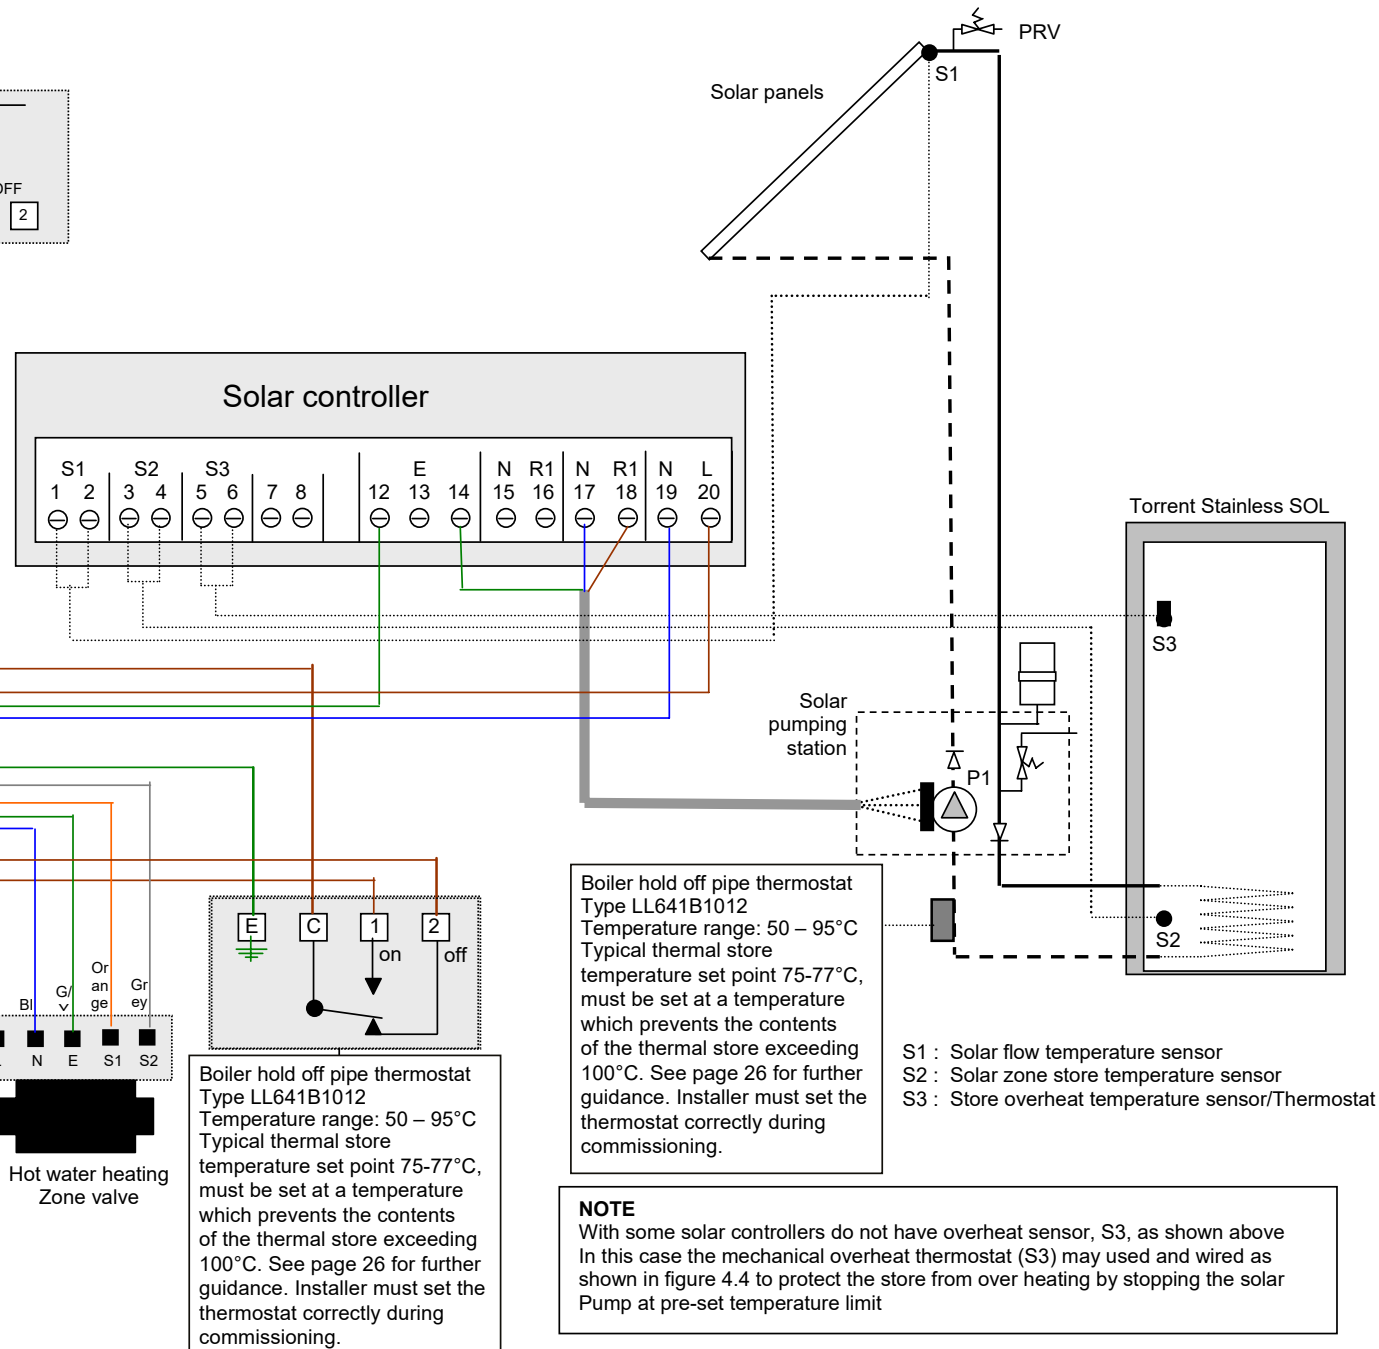 PRV
S1
Solar panels
OFF
2
Solar controller
S1 S2 S3 E N R1 N R1 N L
1 2 3 4 5 6 7 8 12 13 14 15 16 17 18 19 20
Torrent Stainless SOL
S3
Solar
pumping
station
P1
S2
E C 1 2
on off
Bl
G/
Y
Or
an
ge
Gr
ey
N E S1 S2
Hot water heating
Zone valve
Boiler hold off pipe thermostat
Type LL641B1012
Temperature range: 50 – 95°C
Typical thermal store
temperature set point 75-77°C,
must be set at a temperature
which prevents the contents
of the thermal store exceeding
100°C. See page 26 for further
guidance. Installer must set the
thermostat correctly during
commissioning.
Boiler hold off pipe thermostat
Type LL641B1012
Temperature range: 50 – 95°C
Typical thermal store
temperature set point 75-77°C,
must be set at a temperature
which prevents the contents
of the thermal store exceeding
100°C. See page 26 for further
guidance. Installer must set the
thermostat correctly during
commissioning.
S1 : Solar flow temperature sensor
S2 : Solar zone store temperature sensor
S3 : Store overheat temperature sensor/Thermostat
NOTE
With some solar controllers do not have overheat sensor, S3, as shown above
In this case the mechanical overheat thermostat (S3) may used and wired as
shown in figure 4.4 to protect the store from over heating by stopping the solar
Pump at pre-set temperature limit